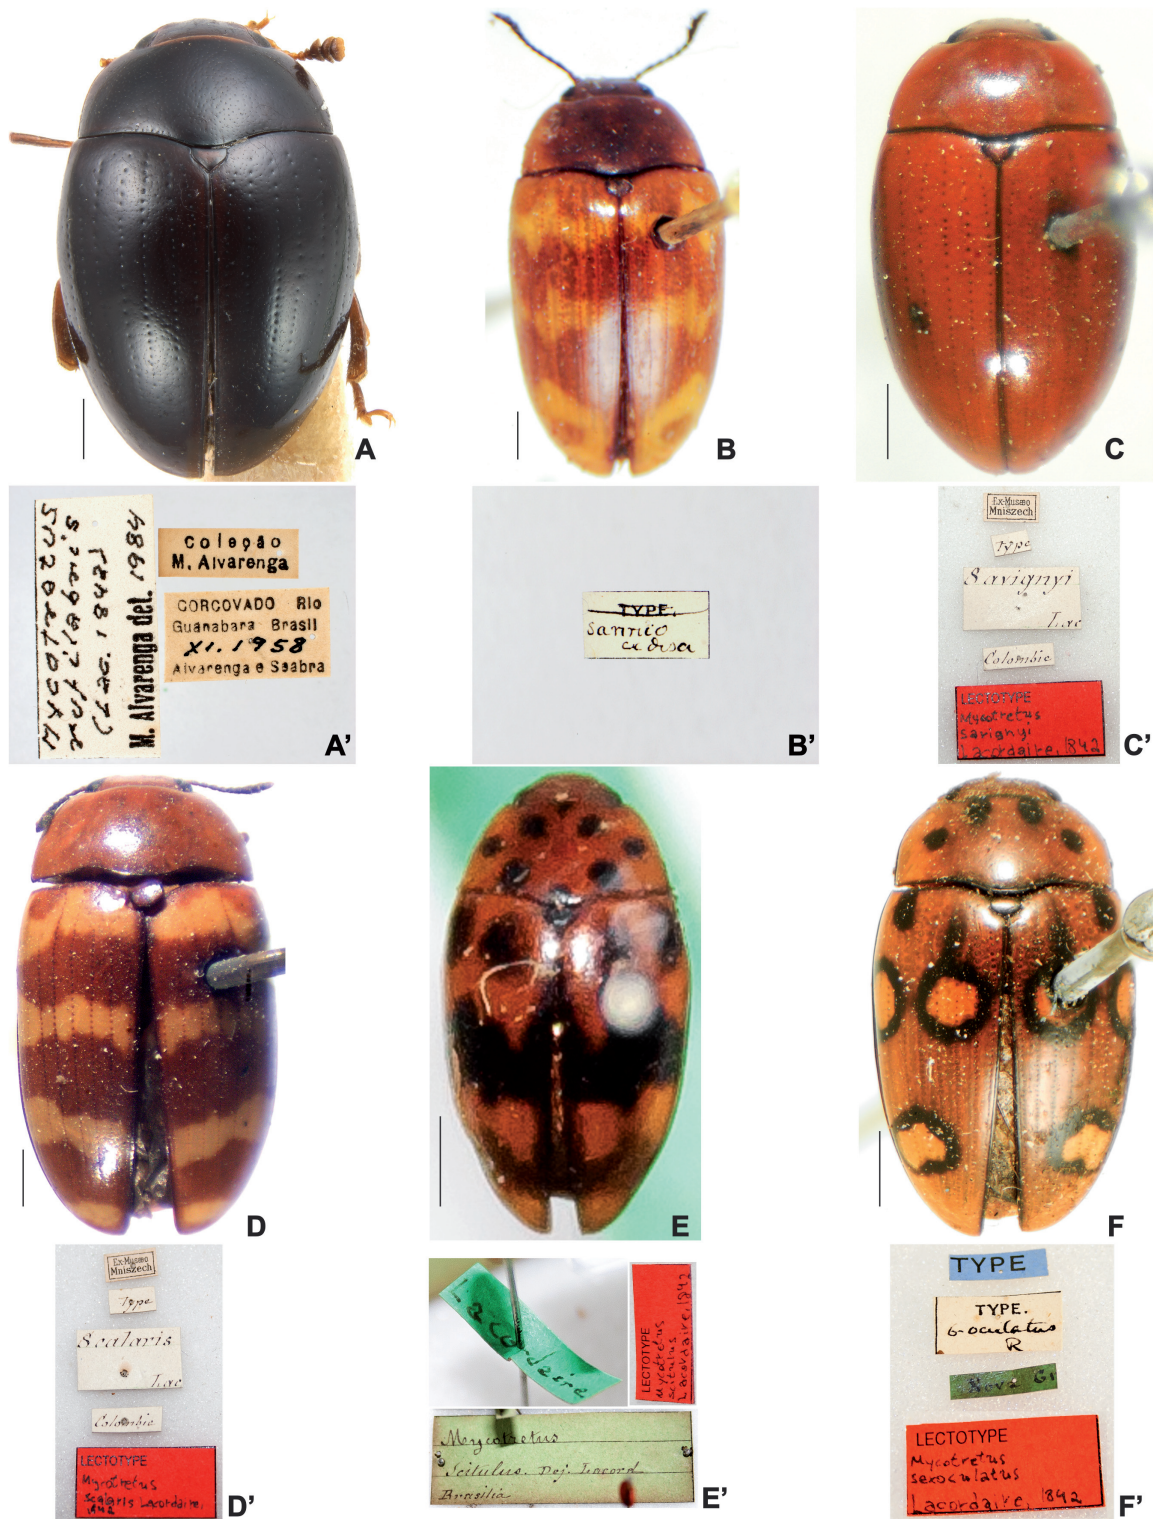 A
B
C
Mycotretus
1984
M. Alvarenga det.
Coleção
M. Alvarenga
CORCOVADO Rio
Guanabara Brasil
XI.1958
Alvarenga e Seabra
A'
TYPE.
Sannio
B'
Ex-Musæo
Mniszech
type
Savignyi
Lac
Colombie
LECTOTYPE
Mycotretus
savignyi
Lacordaire, 1842
C'
D
E
F
Ex-Musæo
Mniszech
type
Scalaris
Lac
Colombie
LECTOTYPE
Mycotretus
scalaris Lacordaire,
1842
D'
Lacordaire
LECTOTYPE
Mycotretus
scitulus
Lacordaire, 1842
Mycotretus
Scitulus. Dej. Lacord
Brasilia
E'
TYPE
TYPE.
6-oculatus
R
Nova
LECTOTYPE
Mycotretus
sexoculatus
Lacordaire, 1842
F'